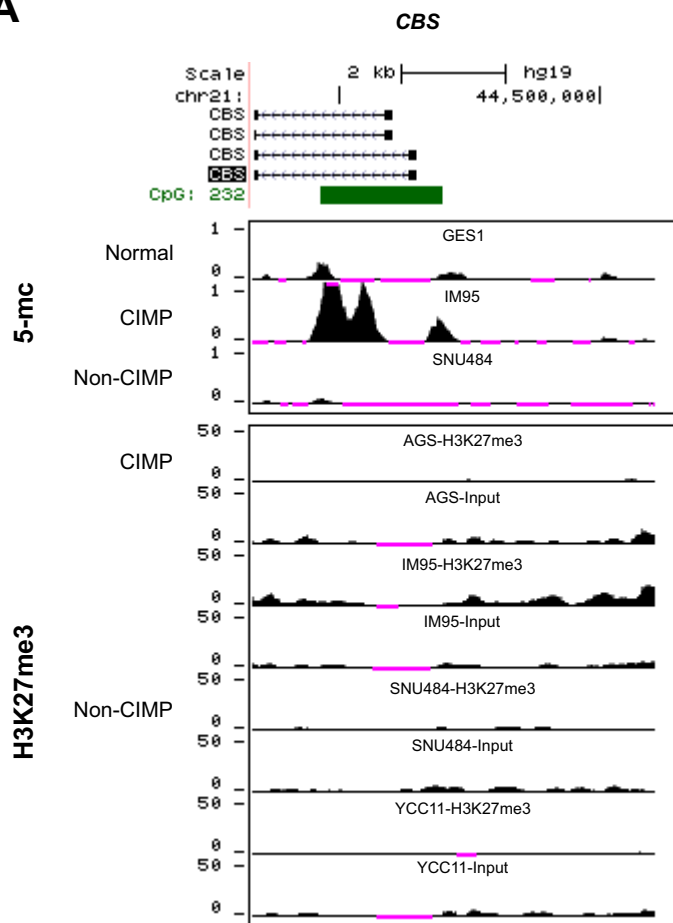 A
CBS
Scale 2 kb hg19
chr21: 44,500,000
CBS
CBS
CBS
CBS
CpG: 232
5-mc
Normal
1
0
GES1
CIMP
1
0
IM95
Non-CIMP
1
0
SNU484
H3K27me3
CIMP
50
0
AGS-H3K27me3
50
0
AGS-Input
50
0
IM95-H3K27me3
50
0
IM95-Input
Non-CIMP
50
0
SNU484-H3K27me3
50
0
SNU484-Input
50
0
YCC11-H3K27me3
50
0
YCC11-Input